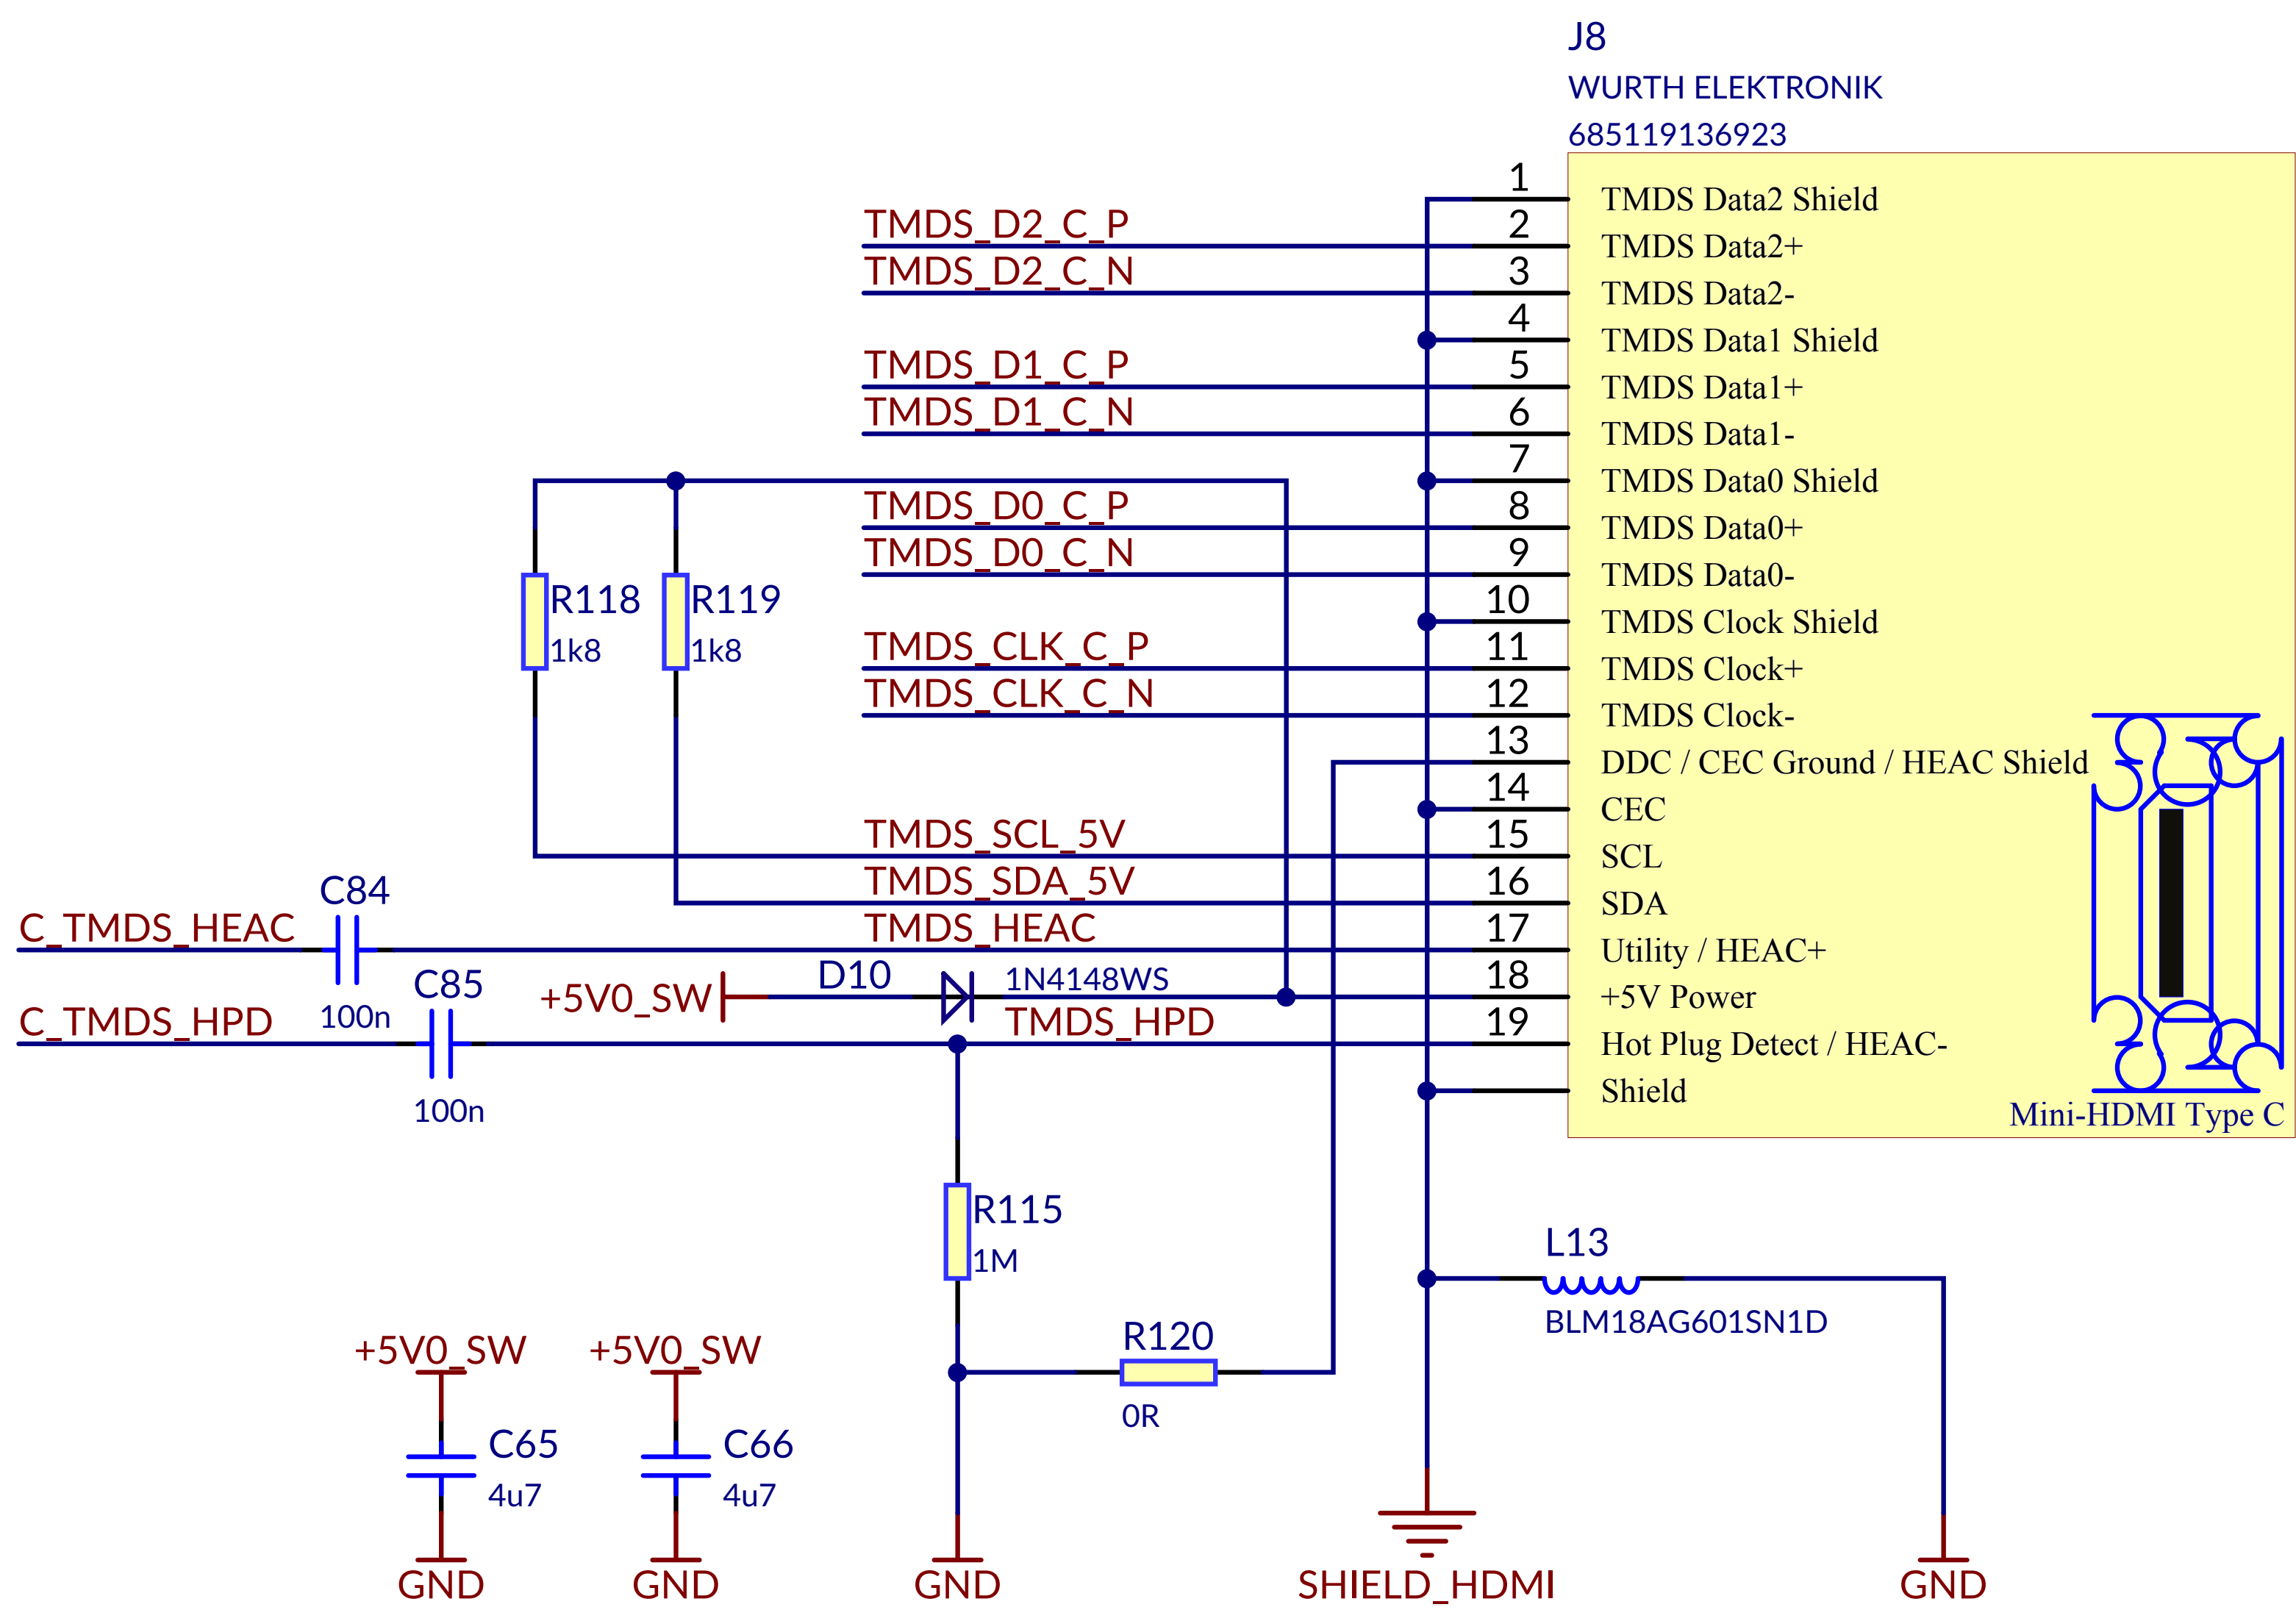 J8
WURTH ELEKTRONIK
685119136923
1
TMDS Data2 Shield
TMDS_D2_C_P
2
TMDS Data2+
TMDS_D2_C_N
3
TMDS Data2-
4
TMDS Data1 Shield
TMDS_D1_C_P
5
TMDS Data1+
TMDS_D1_C_N
6
TMDS Data1-
7
TMDS Data0 Shield
TMDS_D0_C_P
8
TMDS Data0+
TMDS_D0_C_N
9
TMDS Data0-
R118
1k8
R119
1k8
10
TMDS Clock Shield
TMDS_CLK_C_P
11
TMDS Clock+
TMDS_CLK_C_N
12
TMDS Clock-
13
DDC / CEC Ground / HEAC Shield
14
CEC
TMDS_SCL_5V
15
SCL
TMDS_SDA_5V
16
SDA
C84
100n
C_TMDS_HEAC
TMDS_HEAC
17
Utility / HEAC+
C85
100n
+5V0_SW
D10
1N4148WS
18
+5V Power
C_TMDS_HPD
TMDS_HPD
19
Hot Plug Detect / HEAC-
Shield
Mini-HDMI Type C
R115
1M
L13
BLM18AG601SN1D
R120
0R
+5V0_SW
+5V0_SW
C65
4u7
C66
4u7
GND
GND
GND
SHIELD_HDMI
GND